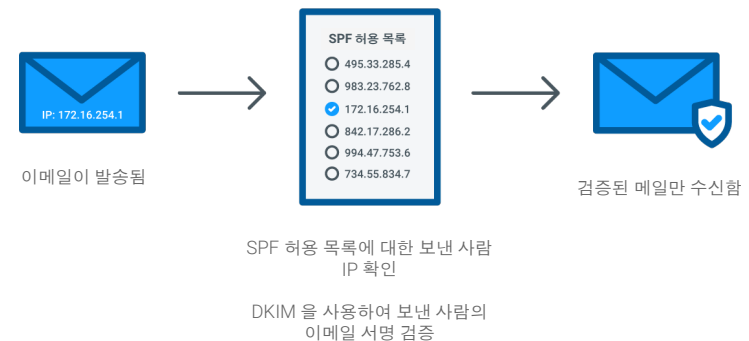 IP: 172.16.254.1
이메일이 발송됨
SPF 허용 목록
495.33.285.4
983.23.762.8
172.16.254.1
842.17.286.2
994.47.753.6
734.55.834.7
SPF 허용 목록에 대한 보낸 사람
IP 확인
DKIM 을 사용하여 보낸 사람의
이메일 서명 검증
검증된 메일만 수신함